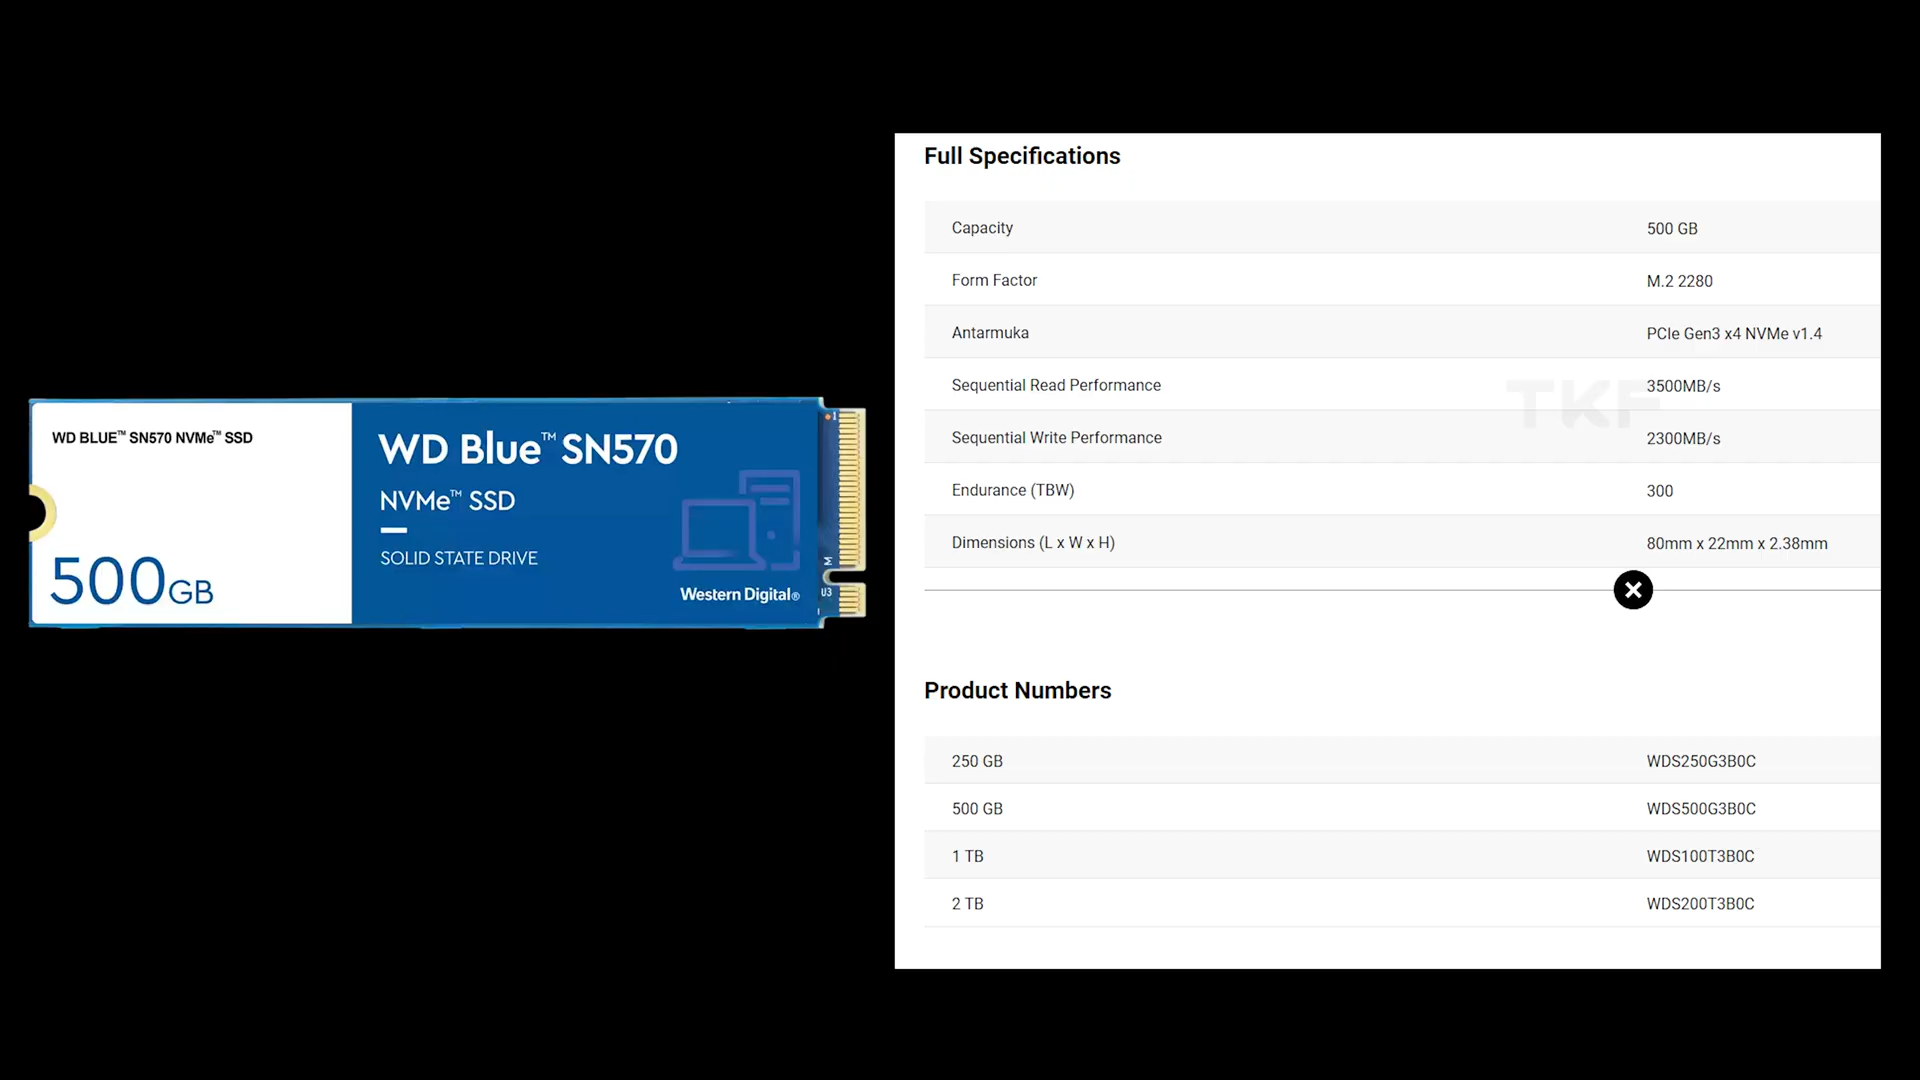 WD BLUE™ SN570 NVMe™ SSD
500GB
WD Blue™ SN570
NVMe™ SSD
SOLID STATE DRIVE
Western Digital®
1
M
U3
Full Specifications
Capacity 500 GB
Form Factor M.2 2280
Antarmuka PCIe Gen3 x4 NVMe v1.4
Sequential Read Performance 3500MB/s
TKF
Sequential Write Performance 2300MB/s
Endurance (TBW) 300
Dimensions (L x W x H) 80mm x 22mm x 2.38mm
Product Numbers
250 GB WDS250G3B0C
500 GB WDS500G3B0C
1 TB WDS100T3B0C
2 TB WDS200T3B0C